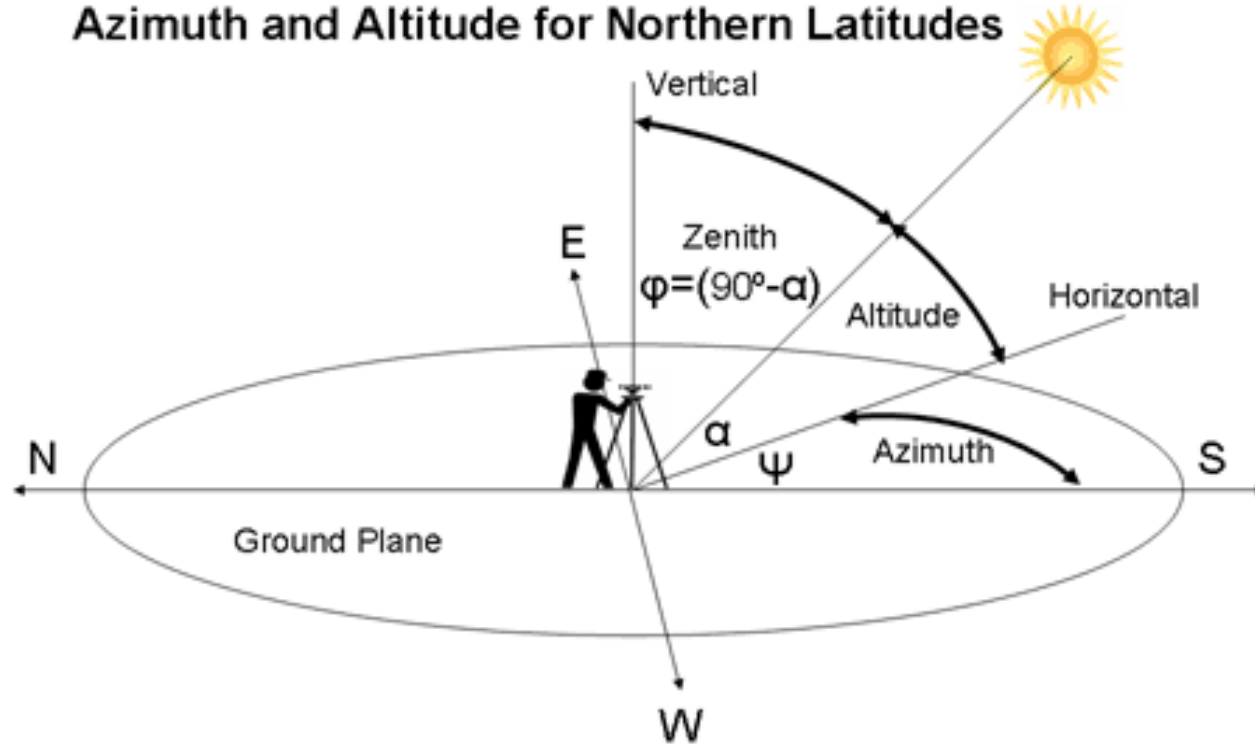 Azimuth and Altitude for Northern Latitudes
Vertical
E
Zenith
φ=(90º-α)
Altitude
Horizontal
N
α
Ψ
Azimuth
S
Ground Plane
W